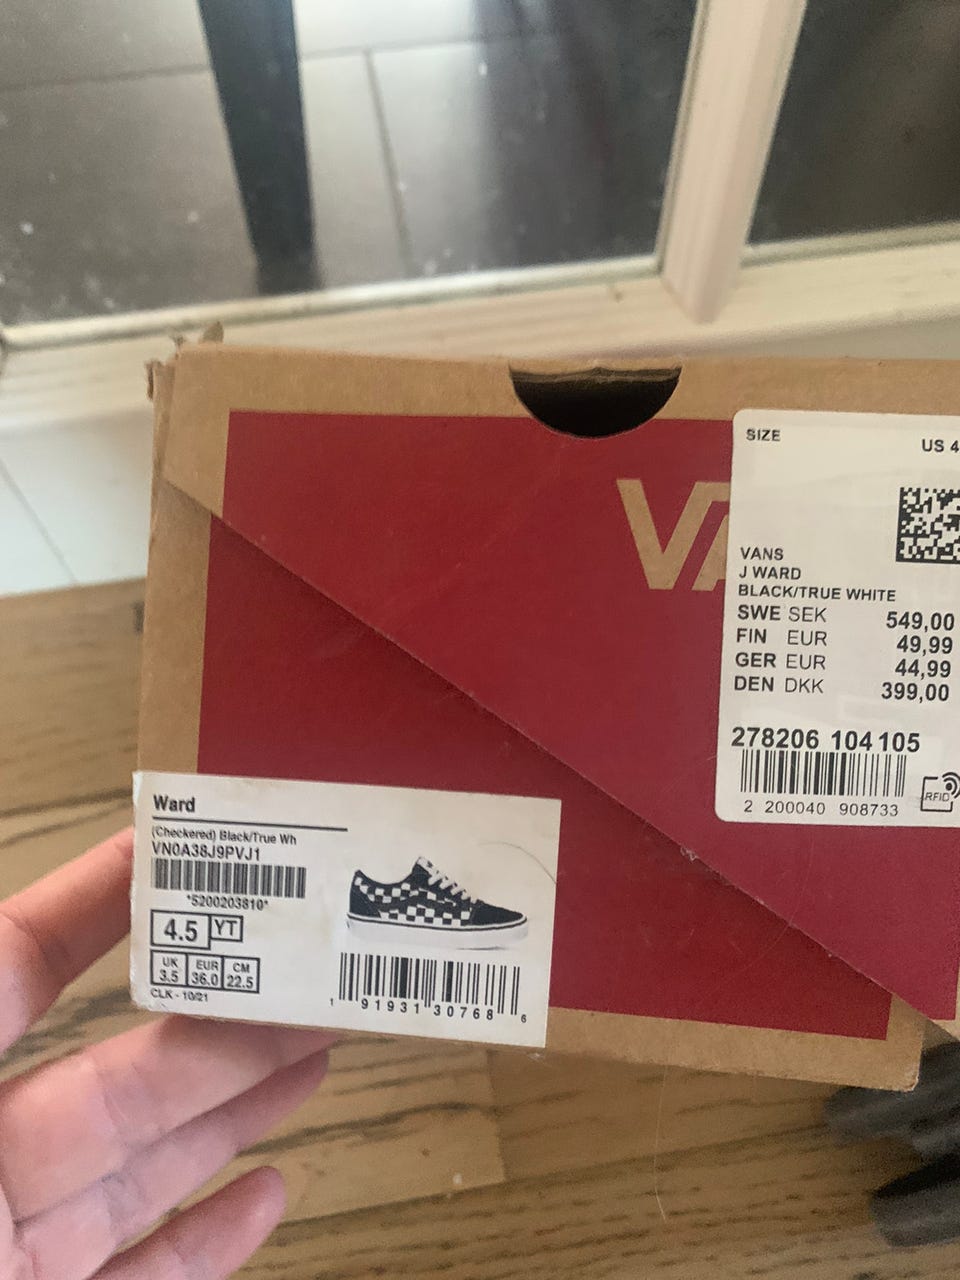 VA
SIZE
US 4
VANS
J WARD
BLACK/TRUE WHITE
SWE SEK 549,00
FIN EUR 49,99
GER EUR 44,99
DEN DKK 399,00
278206 104105
2 200040 908733
RFID
Ward
(Checkered) Black/True Wh
VN0A38J9PVJ1
*5200203810*
4.5 YT
UK EUR CM
3.5 36.0 22.5
CLK - 10/21
1 91931 30768 6